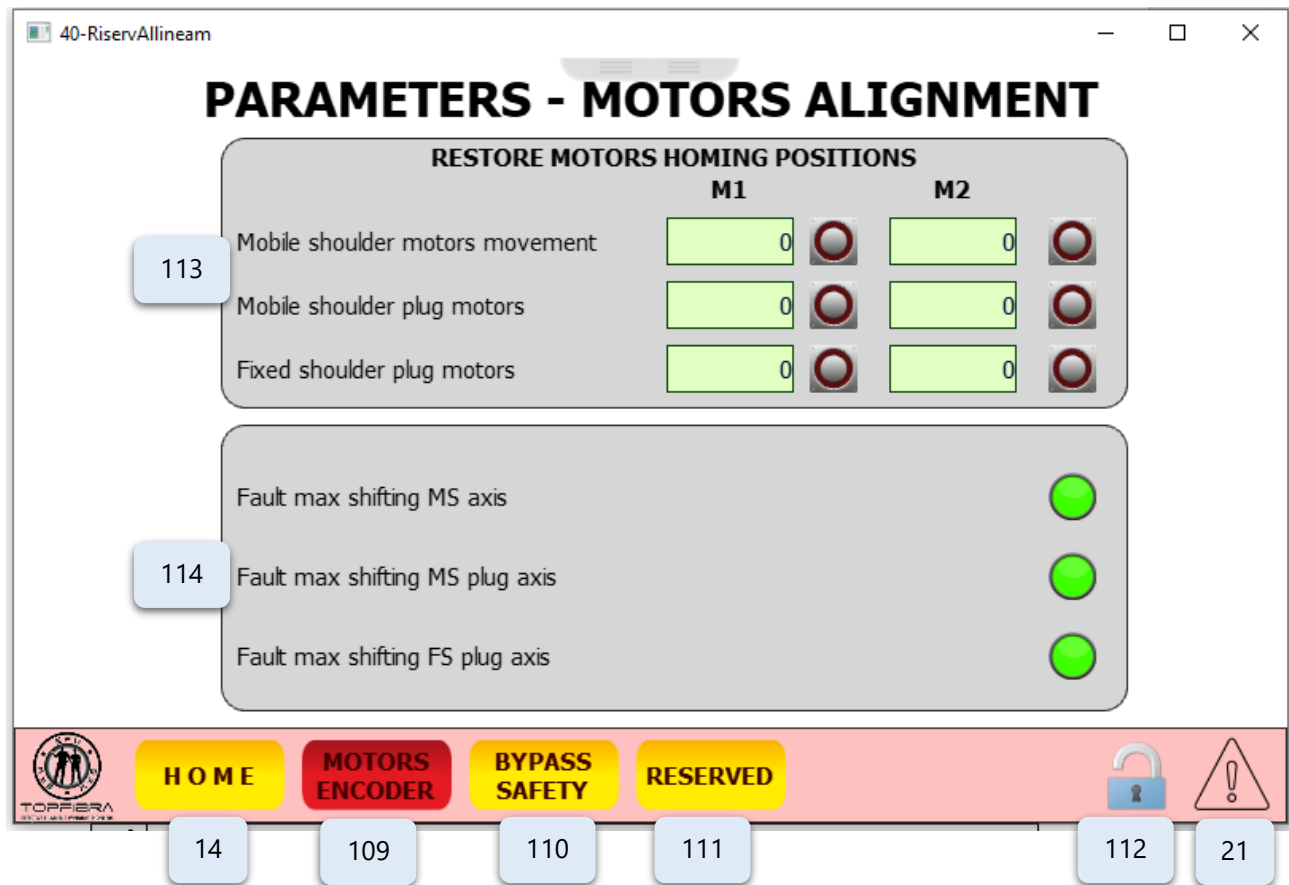 40-RiservAllineam
PARAMETERS - MOTORS ALIGNMENT
RESTORE MOTORS HOMING POSITIONS
M1 M2
Mobile shoulder motors movement 0 0
113
Mobile shoulder plug motors 0 0
Fixed shoulder plug motors 0 0
Fault max shifting MS axis
114 Fault max shifting MS plug axis
Fault max shifting FS plug axis
TOPFIBRA
HOME
MOTORS
ENCODER
BYPASS
SAFETY
RESERVED
14 109 110 111 112 21